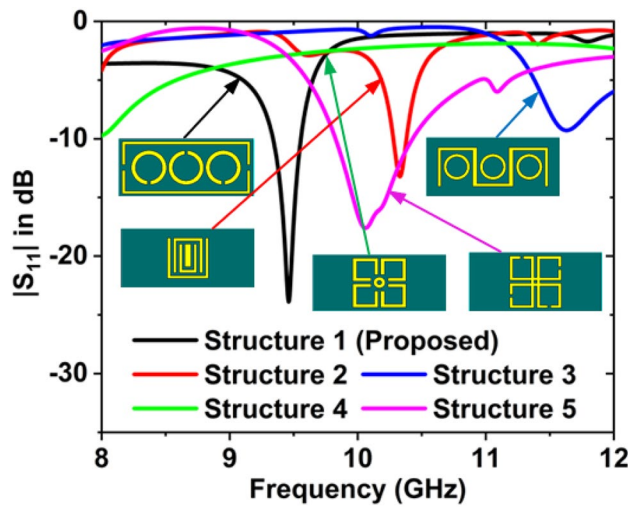 0
-10
-20
-30
|S₁₁| in dB
Structure 1 (Proposed)
Structure 2
Structure 3
Structure 4
Structure 5
8
9
10
11
12
Frequency (GHz)